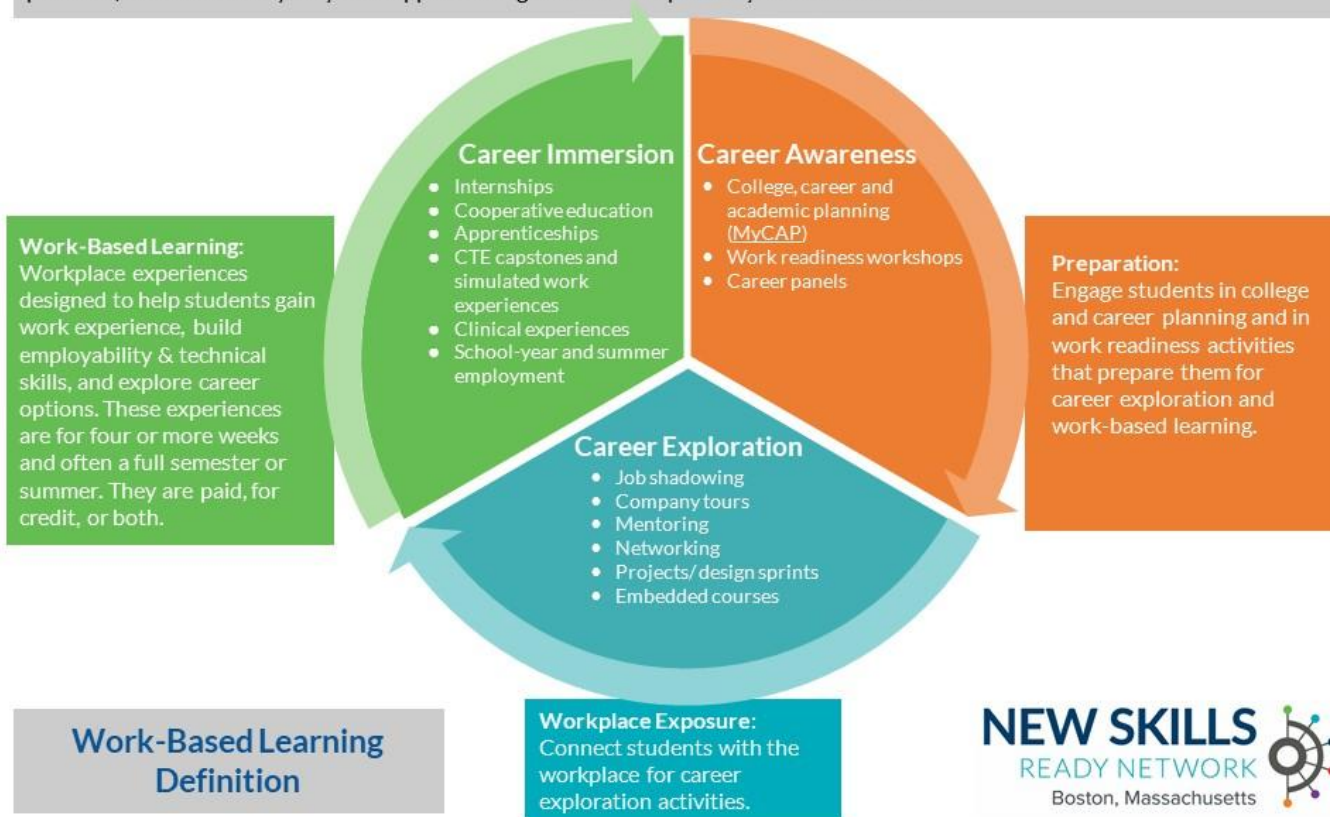 Career Immersion
• Internships
• Cooperative education
• Apprenticeships
• CTE capstones and
simulated work
experiences
• Clinical experiences
• School-year and summer
employment
Career Awareness
• College, career and
academic planning
(MyCAP)
• Work readiness workshops
• Career panels
Work-Based Learning:
Workplace experiences
designed to help students gain
work experience, build
employability & technical
skills, and explore career
options. These experiences
are for four or more weeks
and often a full semester or
summer. They are paid, for
credit, or both.
Preparation:
Engage students in college
and career planning and in
work readiness activities
that prepare them for
career exploration and
work-based learning.
Career Exploration
• Job shadowing
• Company tours
• Mentoring
• Networking
• Projects/ design sprints
• Embedded courses
Work-Based Learning
Definition
Workplace Exposure:
Connect students with the
workplace for career
exploration activities.
NEW SKILLS
READY NETWORK
Boston, Massachusetts